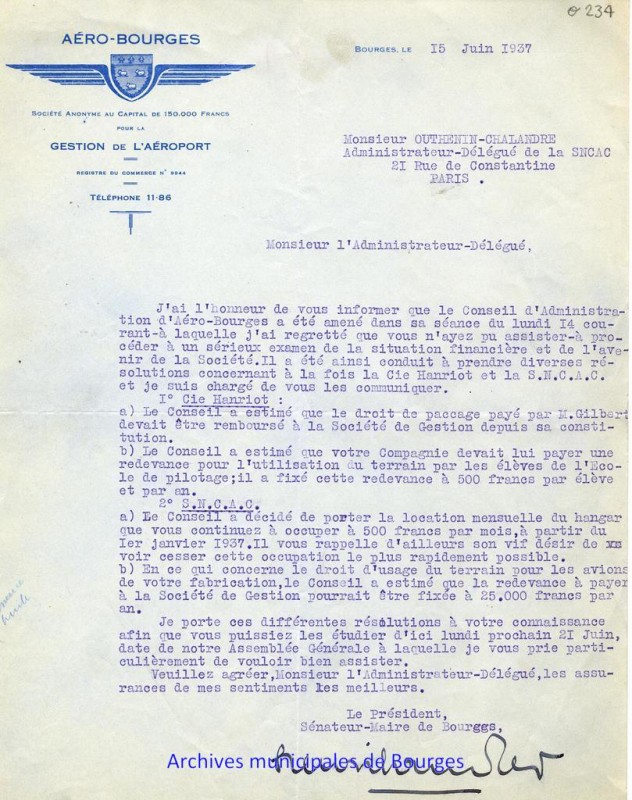 0 234
AÉRO-BOURGES
BOURGES, LE 15 Juin 1937
SOCIÉTÉ ANONYME AU CAPITAL DE 150.000 FRANCS
POUR LA
GESTION DE L'AÉROPORT
REGISTRE DU COMMERCE N° 9944
TÉLÉPHONE 11-86
Monsieur OUTHENIN-CHALANDRE
Administrateur-Délégué de la SNCAC
21 Rue de Constantine
PARIS .
Monsieur l'Administrateur-Délégué,
J'ai l'honneur de vous informer que le Conseil d'Administra-
tion d'Aéro-Bourges a été amené dans sa séance du lundi I4 cou-
rant-à laquelle j'ai regretté que vous n'ayez pu assister-à pro-
céder à un sérieux examen de la situation financière et de l'ave-
nir de la Société.Il a été ainsi conduit à prendre diverses ré-
solutions concernant à la fois la Cie Hanriot et la S.N.C.A.C.
et je suis chargé de vous les communiquer.
I° Cie Hanriot :
a) Le Conseil a estimé que le droit de paccage payé par M.Gilbert
devait être remboursé à la Société de Gestion depuis sa consti-
tution.
b) Le Conseil a estimé que votre Compagnie devait lui payer une
redevance pour l'utilisation du terrain par les élèves de l'Eco-
le de pilotage;il a fixé cette redevance à 500 francs par élève
et par an.
2° S.N.C.A.C.
a) Le Conseil a décidé de porter la location mensuelle du hangar
que vous continuez à occuper à 500 francs par mois,à partir du
Ier janvier 1937.Il vous rappelle d'ailleurs son vif désir de
voir cesser cette occupation le plus rapidement possible.
b) En ce qui concerne le droit d'usage du terrain pour les avions
de votre fabrication,le Conseil a estimé que la redevance à payer
à la Société de Gestion pourrait être fixée à 25.000 francs par
an.
Je porte ces différentes résolutions à votre connaissance
afin que vous puissiez les étudier d'ici lundi prochain 2I Juin,
date de notre Assemblée Générale à laquelle je vous prie parti-
culièrement de vouloir bien assister.
Veuillez agréer,Monsieur l'Administrateur-Délégué,les assu-
rances de mes sentiments les meilleurs.
Le Président,
Sénateur-Maire de Bourggs,
Archives municipales de Bourges